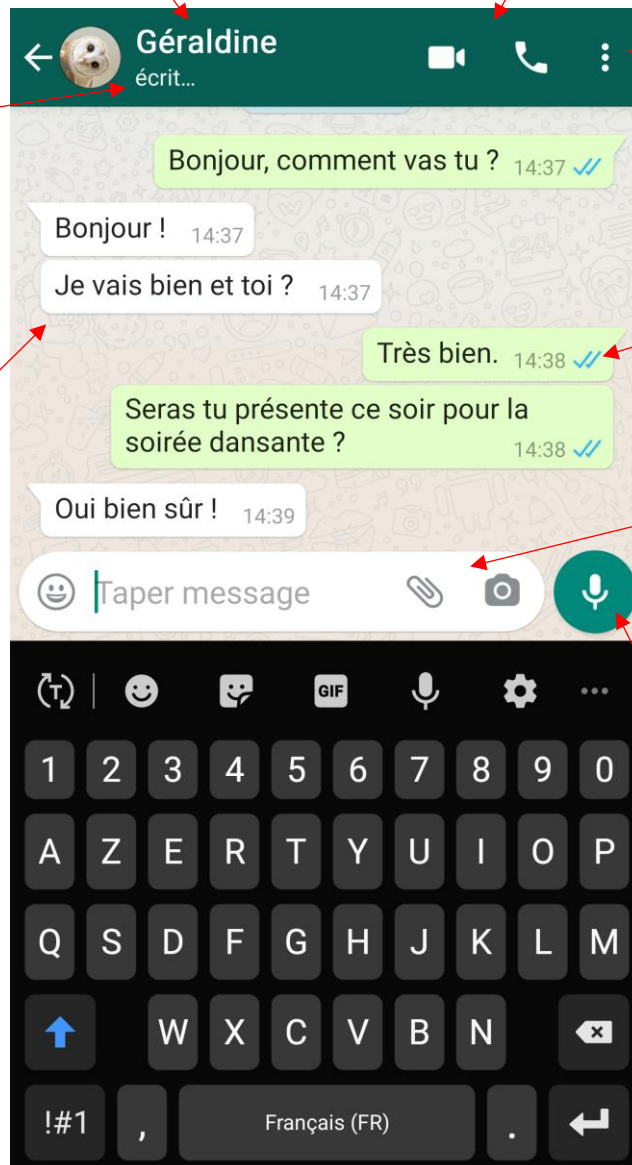 Géraldine
écrit...
Bonjour, comment vas tu ? 14:37
Bonjour ! 14:37
Je vais bien et toi ? 14:37
Très bien. 14:38
Seras tu présente ce soir pour la
soirée dansante ? 14:38
Oui bien sûr ! 14:39
Taper message
T GIF
1 2 3 4 5 6 7 8 9 0
A Z E R T Y U I O P
Q S D F G H J K L M
W X C V B N
!#1 , Français (FR) .